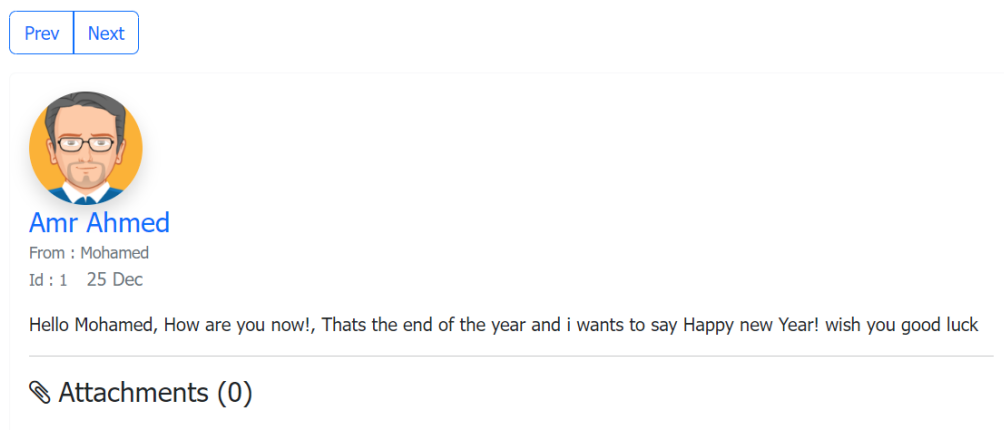 Prev Next
Amr Ahmed
From : Mohamed
Id : 1 25 Dec
Hello Mohamed, How are you now!, Thats the end of the year and i wants to say Happy new Year! wish you good luck
Attachments (0)